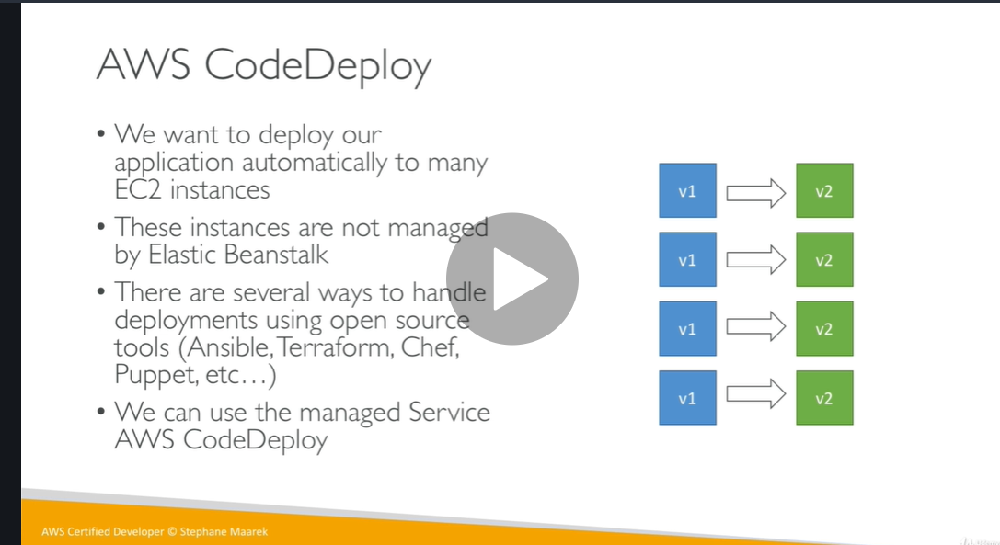 AWS CodeDeploy
• We want to deploy our
application automatically to many
EC2 instances
• These instances are not managed
by Elastic Beanstalk
• There are several ways to handle
deployments using open source
tools (Ansible, Terraform, Chef,
Puppet, etc…)
• We can use the managed Service
AWS CodeDeploy
v1 v2
v1 v2
v1 v2
v1 v2
AWS Certified Developer © Stephane Maarek